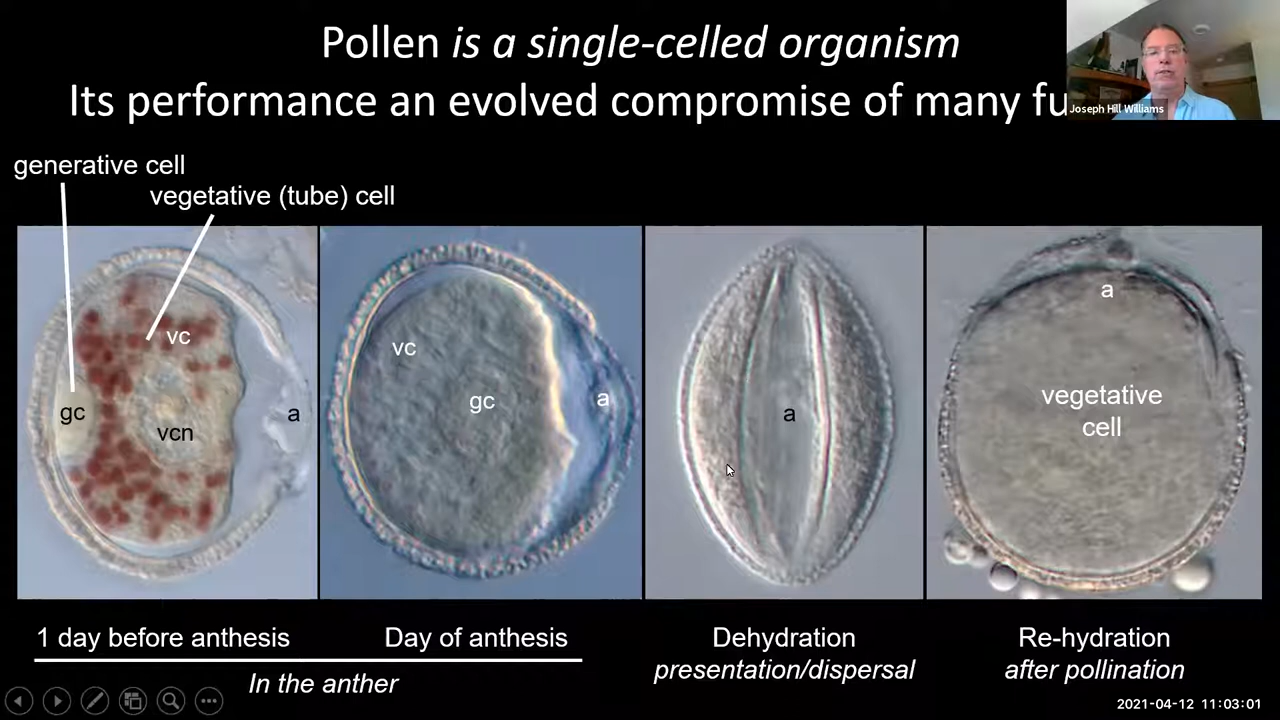 Pollen is a single-celled organism
Its performance an evolved compromise of many fu
Joseph Hill Williams
generative cell
vegetative (tube) cell
vc
gc
vcn
a
vc
gc
a
a
a
vegetative
cell
1 day before anthesis
Day of anthesis
In the anther
Dehydration
presentation/dispersal
Re-hydration
after pollination
2021-04-12 11:03:01